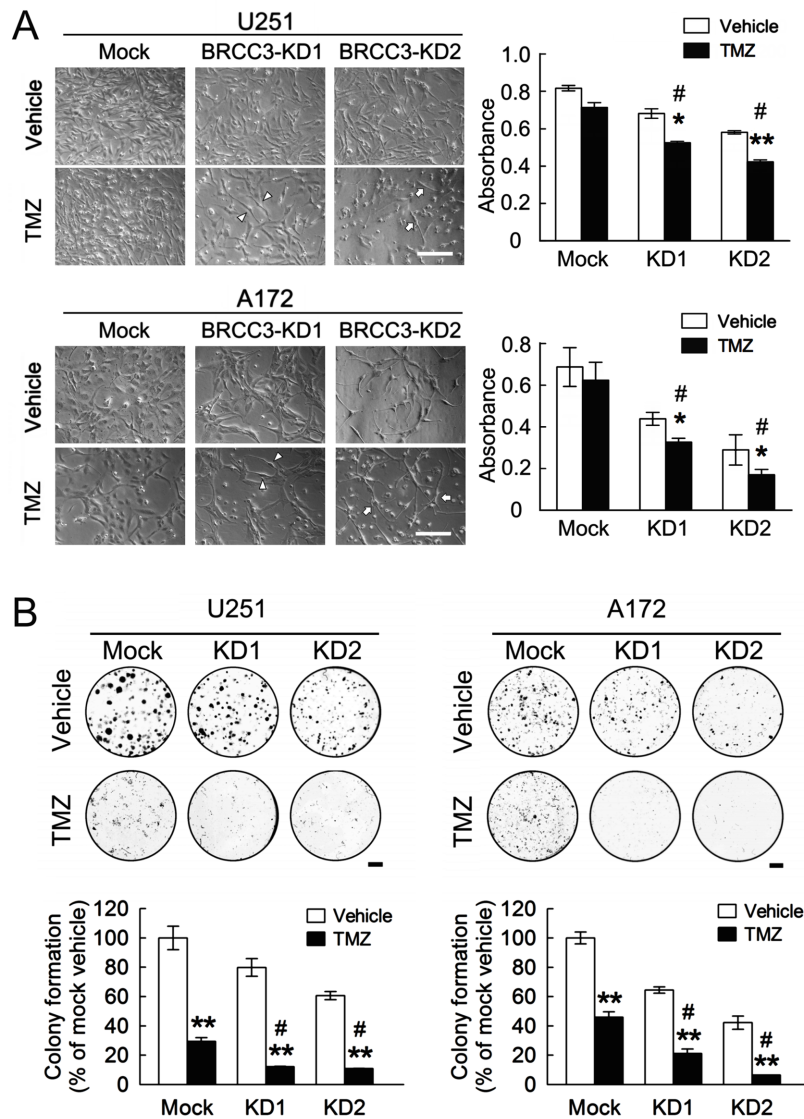 A
U251
Mock BRCC3-KD1 BRCC3-KD2
Vehicle
TMZ
Vehicle
TMZ
1.0
0.8
0.6
0.4
0.2
0
Absorbance
# # 
* **
Mock KD1 KD2
A172
Mock BRCC3-KD1 BRCC3-KD2
Vehicle
TMZ
Vehicle
TMZ
0.8
0.6
0.4
0.2
0
Absorbance
# #
* *
Mock KD1 KD2
B
U251
Mock KD1 KD2
Vehicle
TMZ
A172
Mock KD1 KD2
Vehicle
TMZ
Colony formation
(% of mock vehicle)
120
100
80
60
40
20
0
Vehicle
TMZ
# #
** ** **
Mock KD1 KD2
Colony formation
(% of mock vehicle)
120
100
80
60
40
20
0
Vehicle
TMZ
# #
** ** **
Mock KD1 KD2